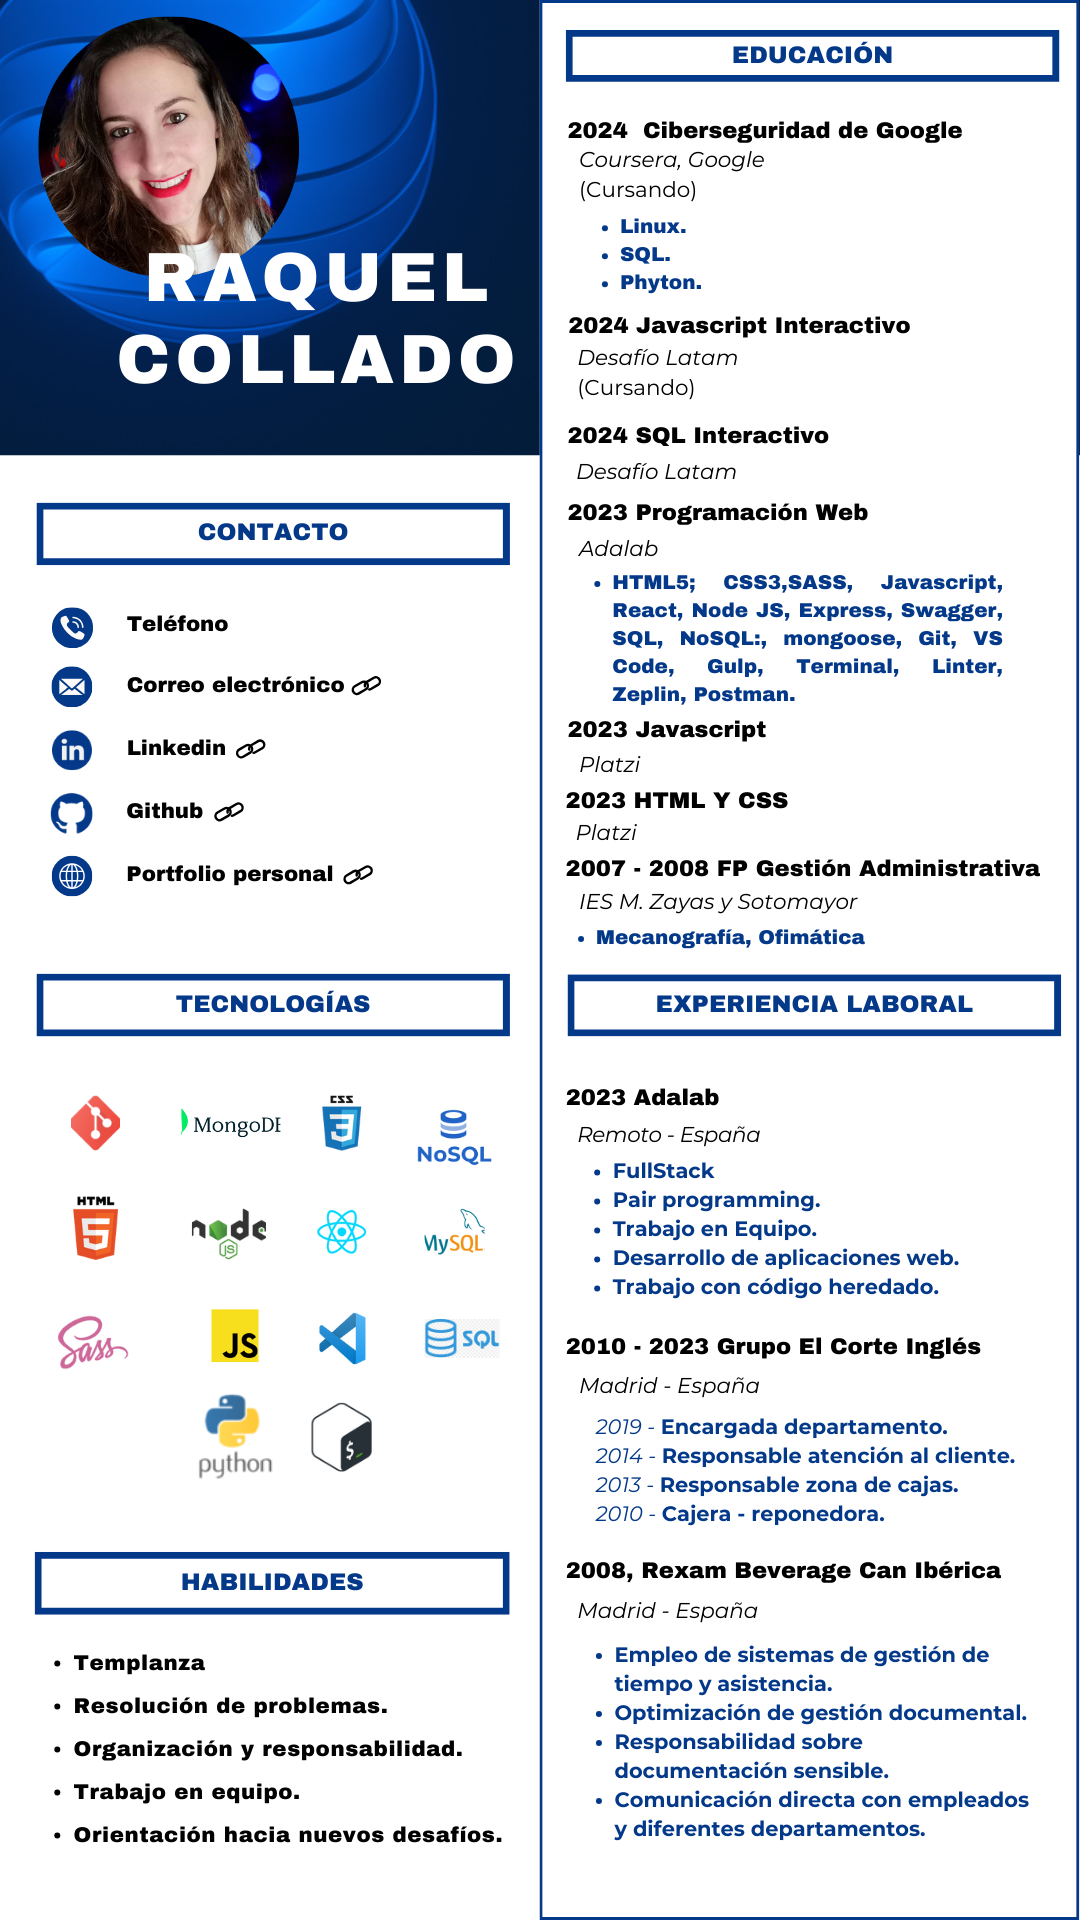 RAQUEL
COLLADO
CONTACTO
Teléfono
Correo electrónico
Linkedin
Github
Portfolio personal
TECNOLOGÍAS
MongoDB
CSS
3
NoSQL
HTML
5
node
JS
MySQL
Sass
JS
SQL
python
$_
HABILIDADES
• Templanza
• Resolución de problemas.
• Organización y responsabilidad.
• Trabajo en equipo.
• Orientación hacia nuevos desafíos.
EDUCACIÓN
2024 Ciberseguridad de Google
Coursera, Google
(Cursando)
• Linux.
• SQL.
• Phyton.
2024 Javascript Interactivo
Desafío Latam
(Cursando)
2024 SQL Interactivo
Desafío Latam
2023 Programación Web
Adalab
• HTML5; CSS3,SASS, Javascript,
React, Node JS, Express, Swagger,
SQL, NoSQL:, mongoose, Git, VS
Code, Gulp, Terminal, Linter,
Zeplin, Postman.
2023 Javascript
Platzi
2023 HTML Y CSS
Platzi
2007 - 2008 FP Gestión Administrativa
IES M. Zayas y Sotomayor
• Mecanografía, Ofimática
EXPERIENCIA LABORAL
2023 Adalab
Remoto - España
• FullStack
• Pair programming.
• Trabajo en Equipo.
• Desarrollo de aplicaciones web.
• Trabajo con código heredado.
2010 - 2023 Grupo El Corte Inglés
Madrid - España
2019 - Encargada departamento.
2014 - Responsable atención al cliente.
2013 - Responsable zona de cajas.
2010 - Cajera - reponedora.
2008, Rexam Beverage Can Ibérica
Madrid - España
• Empleo de sistemas de gestión de
tiempo y asistencia.
• Optimización de gestión documental.
• Responsabilidad sobre
documentación sensible.
• Comunicación directa con empleados
y diferentes departamentos.